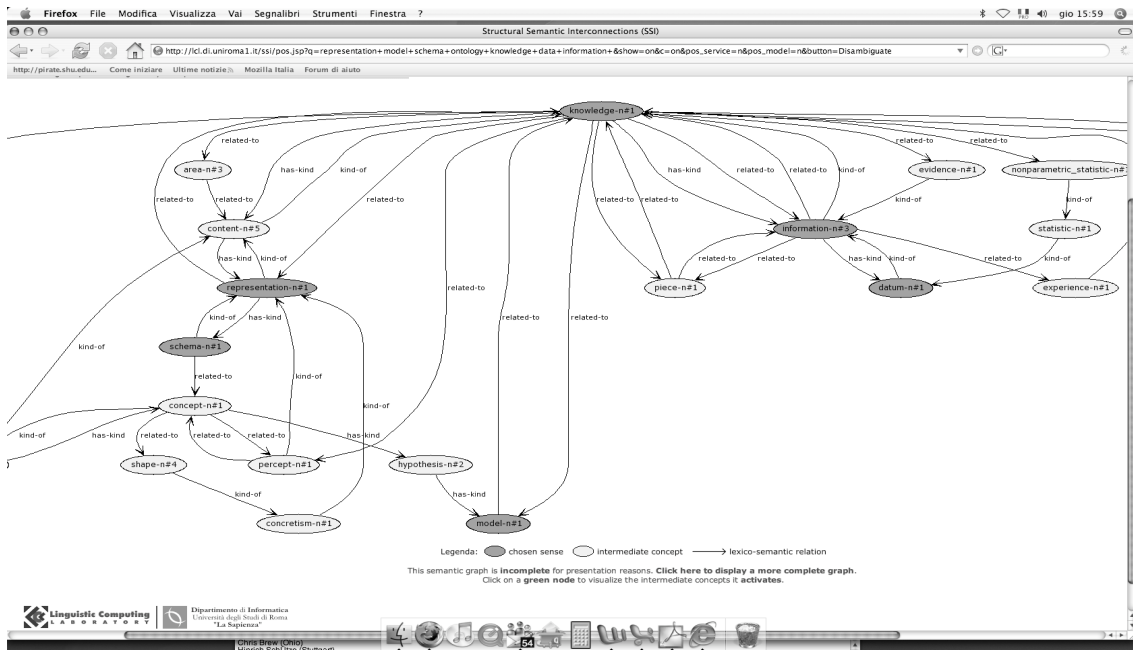 Firefox File Modifica Visualizza Vai Segnalibri Strumenti Finestra ? gio 15:59
Structural Semantic Interconnections (SSI)
http://lcl.di.uniroma1.it/ssi/pos.jsp?q=representation+model+schema+ontology+knowledge+data+information+&show=on&c=on&pos_service=n&pos_model=n&button=Disambiguate
http://pirate.shu.edu... Come iniziare Ultime notizie Mozilla Italia Forum di aiuto
knowledge-n#1
related-to related-to related-to
area-n#3 has-kind kind-of has-kind related-to related-to kind-of evidence-n#1 nonparametric_statistic-n#
related-to related-to related-to related-to related-to kind-of kind-of
content-n#5 information-n#3 statistic-n#1
has-kind kind-of related-to related-to has-kind kind-of kind-of related-to
representation-n#1 related-to piece-n#1 datum-n#1 experience-n#1
kind-of has-kind related-to related-to
schema-n#1
kind-of
related-to kind-of
concept-n#1 kind-of
kind-of has-kind related-to related-to related-to has-kind
shape-n#4 percept-n#1 hypothesis-n#2
kind-of has-kind
concretism-n#1 model-n#1
Legenda: chosen sense intermediate concept lexico-semantic relation
This semantic graph is incomplete for presentation reasons. Click here to display a more complete graph.
Click on a green node to visualize the intermediate concepts it activates.
Linguistic Computing
LABORATORY
Dipartimento di Informatica
Università degli Studi di Roma
"La Sapienza"
54
Chris Brew (Ohio)
Hinrich Schütze (Stuttgart)